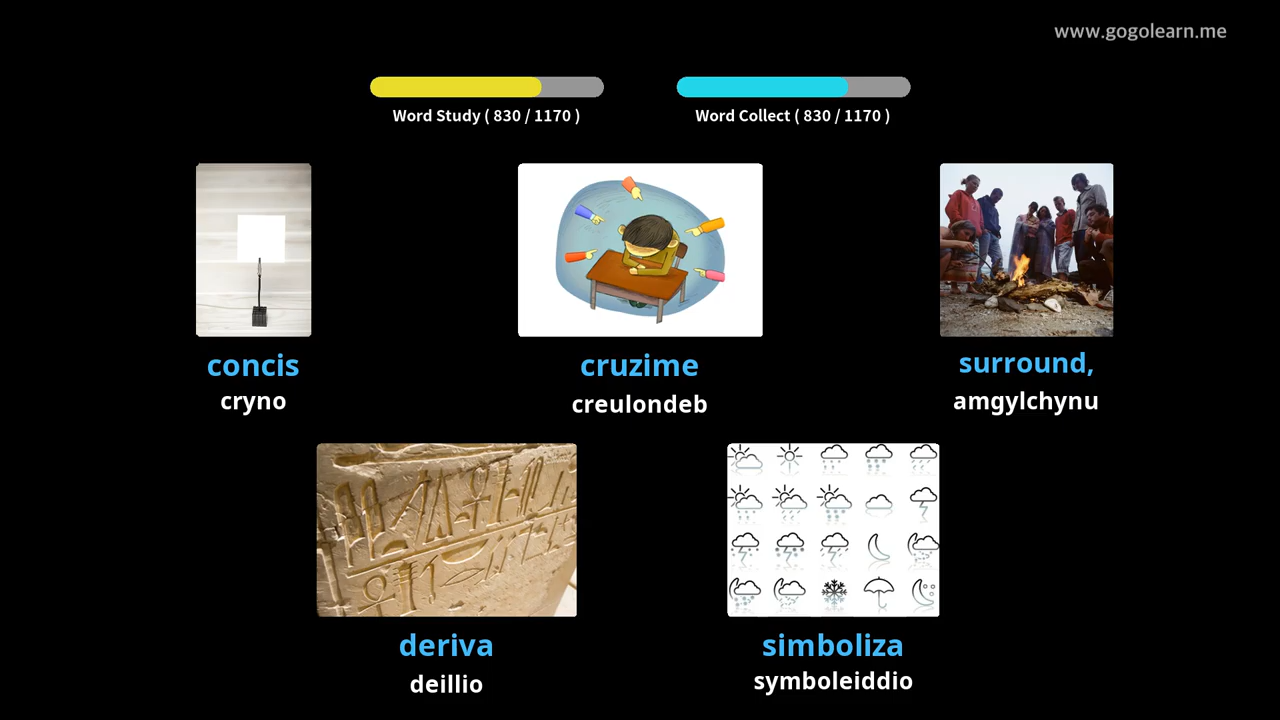 www.gogolearn.me
Word Study ( 830 / 1170 )
Word Collect ( 830 / 1170 )
concis
cryno
cruzime
creulondeb
surround,
amgylchynu
deriva
deillio
simboliza
symboleiddio